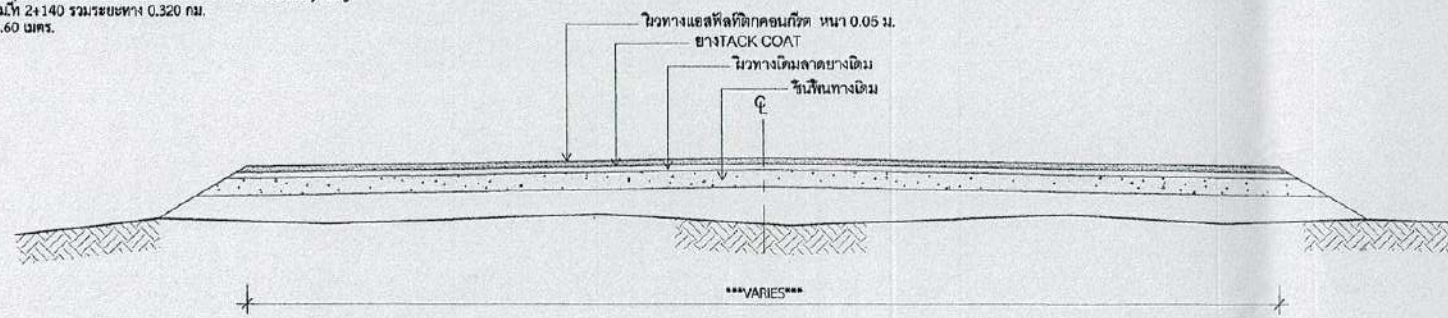 ม.ที่ 2+140 รวมระยะทาง 0.320 กม.
.60 เมตร.
ผิวทางแอสฟัลท์ติกคอนกรีต หนา 0.05 ม.
ยางTACK COAT
ผิวทางเดิมลาดยางเดิม
ชั้นพื้นทางเดิม
***VARIES***